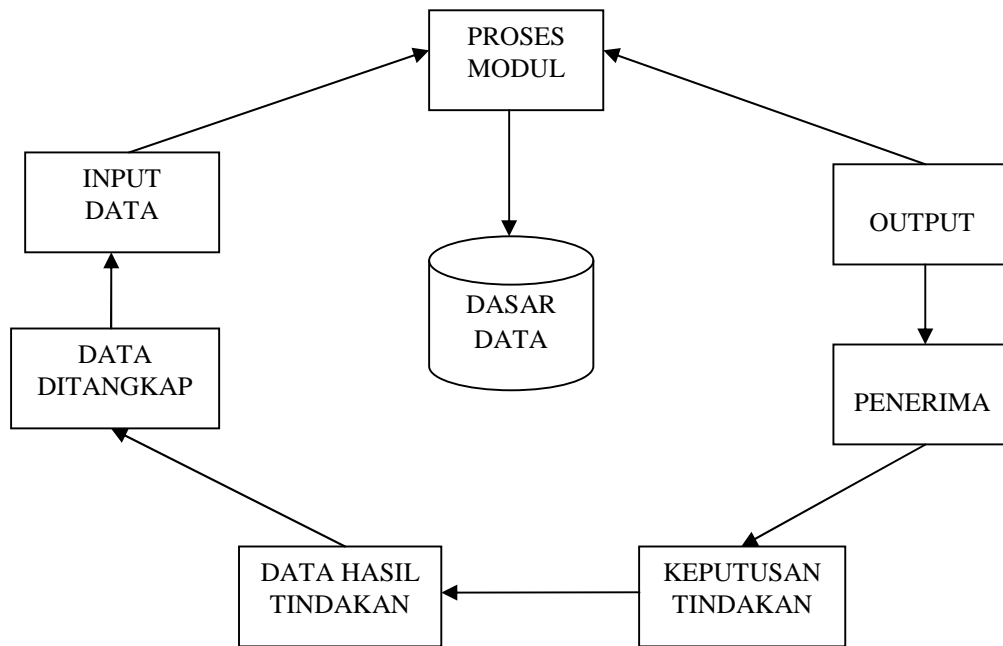 PROSES
MODUL
INPUT
DATA
OUTPUT
DASAR
DATA
DATA
DITANGKAP
PENERIMA
DATA HASIL
TINDAKAN
KEPUTUSAN
TINDAKAN